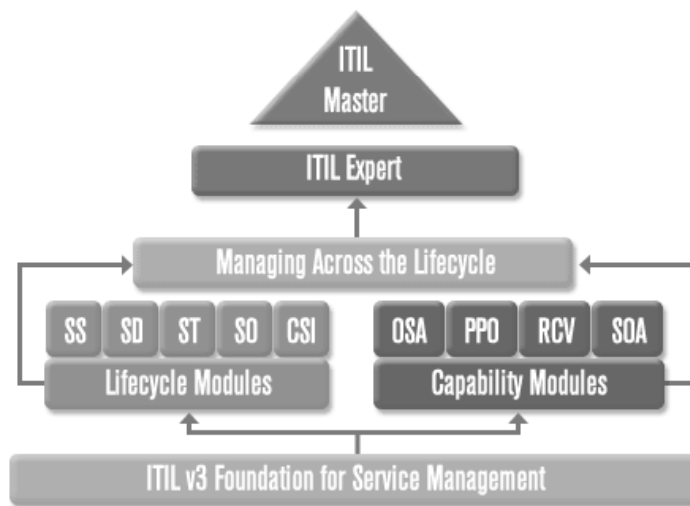 ITIL
Master
ITIL Expert
Managing Across the Lifecycle
SS SD ST SO CSI
Lifecycle Modules
OSA PPO RCV SOA
Capability Modules
ITIL v3 Foundation for Service Management